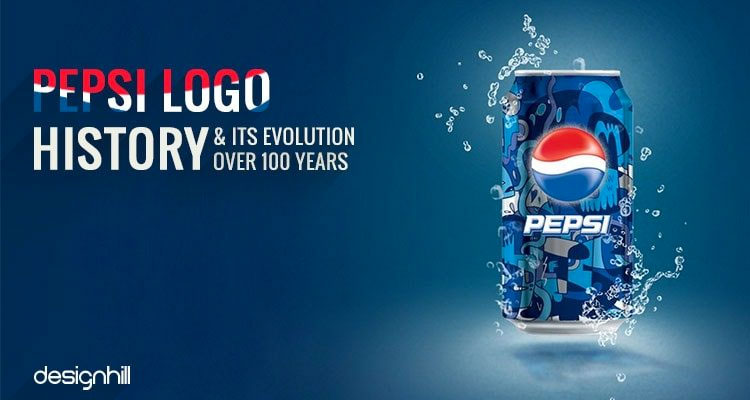 PEPSI LOGO
HISTORY & ITS EVOLUTION
OVER 100 YEARS
PEPSI
designhill